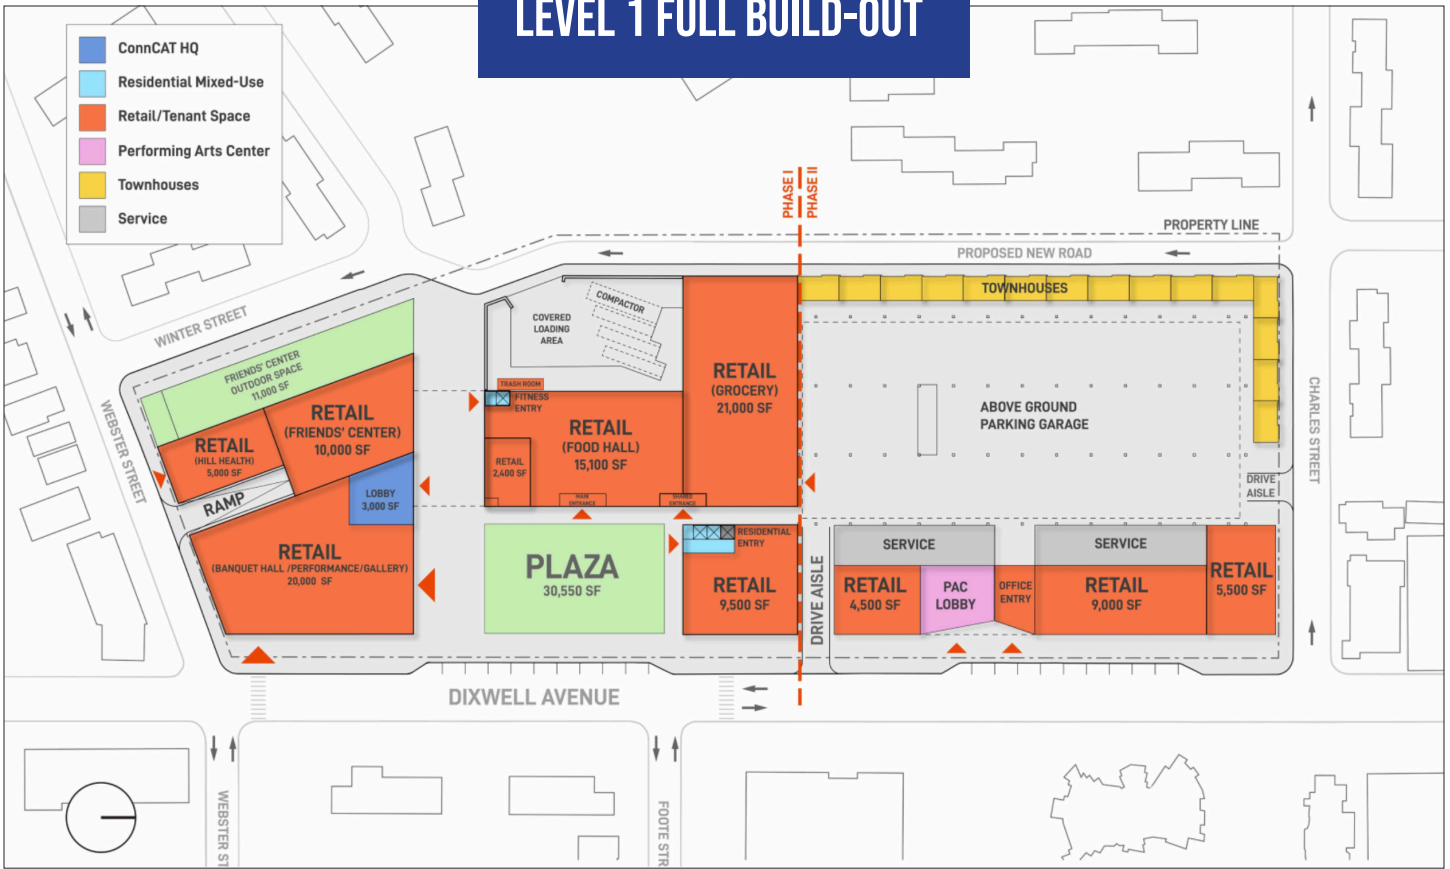 LEVEL 1 FULL BUILD-OUT
ConnCAT HQ
Residential Mixed-Use
Retail/Tenant Space
Performing Arts Center
Townhouses
Service
PHASE I
PHASE II
PROPERTY LINE
PROPOSED NEW ROAD
WINTER STREET
WEBSTER STREET
FRIENDS' CENTER
OUTDOOR SPACE
11,000 SF
RETAIL
(HILL HEALTH)
5,000 SF
RETAIL
(FRIENDS' CENTER)
10,000 SF
RAMP
LOBBY
3,000 SF
RETAIL
(BANQUET HALL /PERFORMANCE/GALLERY)
20,000 SF
COVERED
LOADING
AREA
COMPACTOR
TRASH ROOM
FITNESS
ENTRY
RETAIL
(FOOD HALL)
15,100 SF
RETAIL
2,400 SF
MAIN
ENTRANCE
SHARED
ENTRANCE
RETAIL
(GROCERY)
21,000 SF
PLAZA
30,550 SF
RESIDENTIAL
ENTRY
RETAIL
9,500 SF
DRIVE AISLE
TOWNHOUSES
ABOVE GROUND
PARKING GARAGE
DRIVE
AISLE
CHARLES STREET
SERVICE
SERVICE
RETAIL
4,500 SF
PAC
LOBBY
OFFICE
ENTRY
RETAIL
9,000 SF
RETAIL
5,500 SF
DIXWELL AVENUE
WEBSTER ST
FOOTE STR